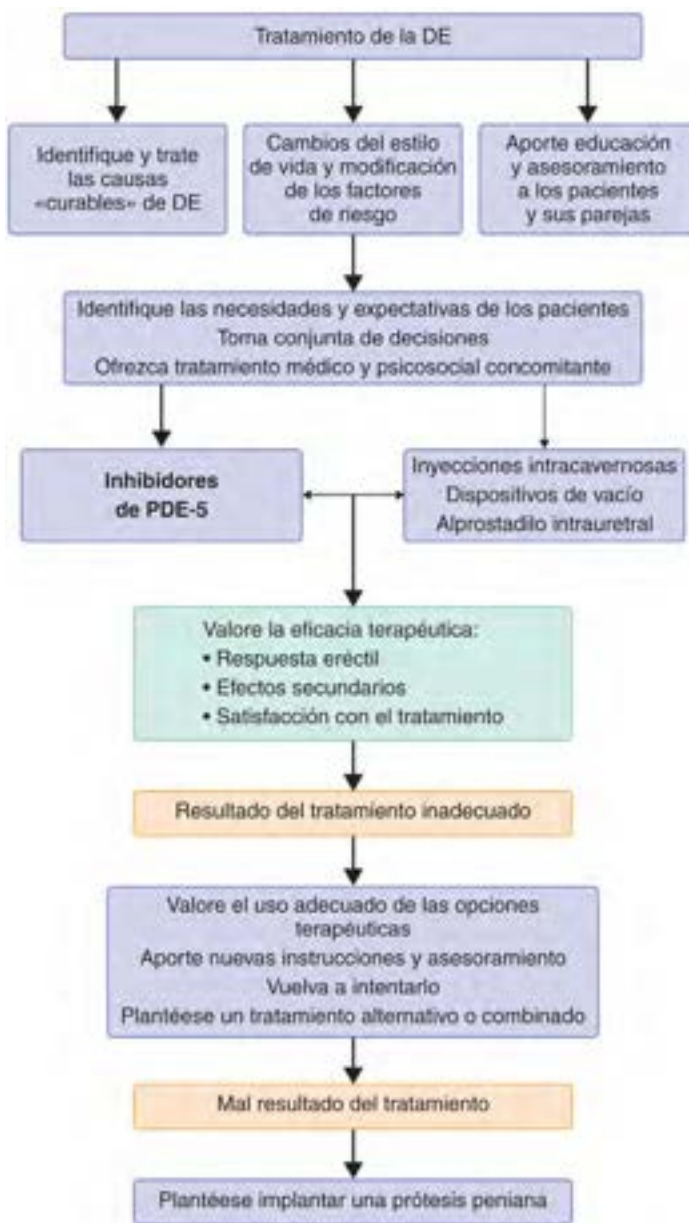 Tratamiento de la DE
Identifique y trate
las causas
«curables» de DE
Cambios del estilo
de vida y modificación
de los factores
de riesgo
Aporte educación
y asesoramiento
a los pacientes
y sus parejas
Identifique las necesidades y expectativas de los pacientes
Toma conjunta de decisiones
Ofrezca tratamiento médico y psicosocial concomitante
Inhibidores
de PDE-5
Inyecciones intracavernosas
Dispositivos de vacío
Alprostadilo intrauretral
Valore la eficacia terapéutica:
• Respuesta eréctil
• Efectos secundarios
• Satisfacción con el tratamiento
Resultado del tratamiento inadecuado
Valore el uso adecuado de las opciones
terapéuticas
Aporte nuevas instrucciones y asesoramiento
Vuelva a intentarlo
Plantéese un tratamiento alternativo o combinado
Mal resultado del tratamiento
Plantéese implantar una prótesis peniana